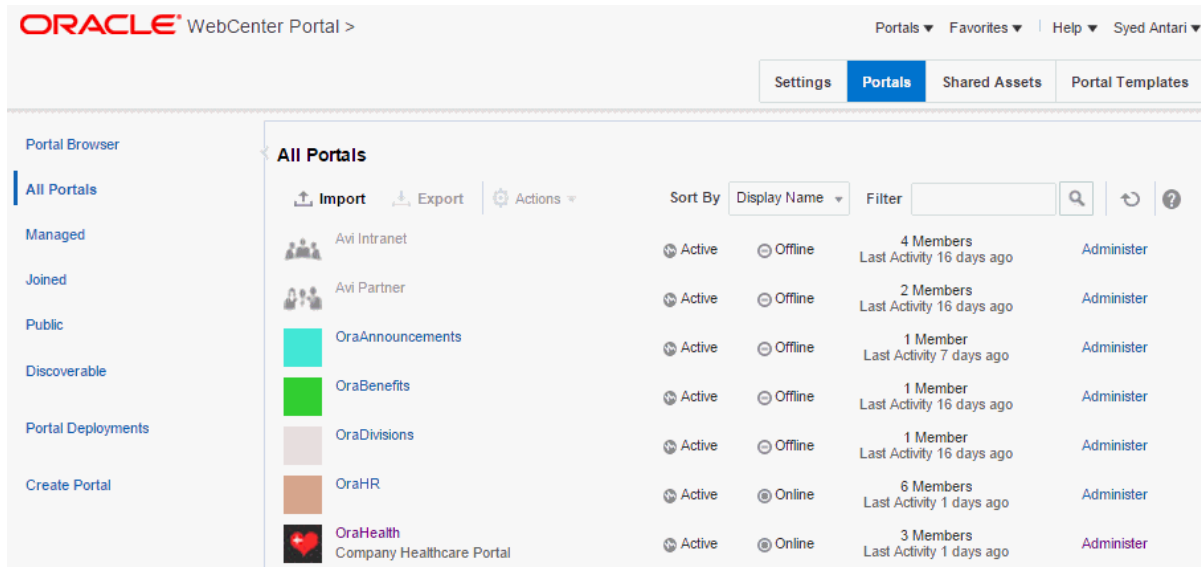 ORACLE® WebCenter Portal >
Portals Favorites Help Syed Antari
Settings Portals Shared Assets Portal Templates
Portal Browser
All Portals
Managed
Joined
Public
Discoverable
Portal Deployments
Create Portal
All Portals
Import Export Actions Sort By Display Name Filter
Avi Intranet Active Offline 4 Members Administer
Last Activity 16 days ago
Avi Partner Active Offline 2 Members Administer
Last Activity 16 days ago
OraAnnouncements Active Offline 1 Member Administer
Last Activity 7 days ago
OraBenefits Active Offline 1 Member Administer
Last Activity 16 days ago
OraDivisions Active Offline 1 Member Administer
Last Activity 16 days ago
OraHR Active Online 6 Members Administer
Last Activity 1 days ago
OraHealth Active Online 3 Members Administer
Company Healthcare Portal Last Activity 1 days ago